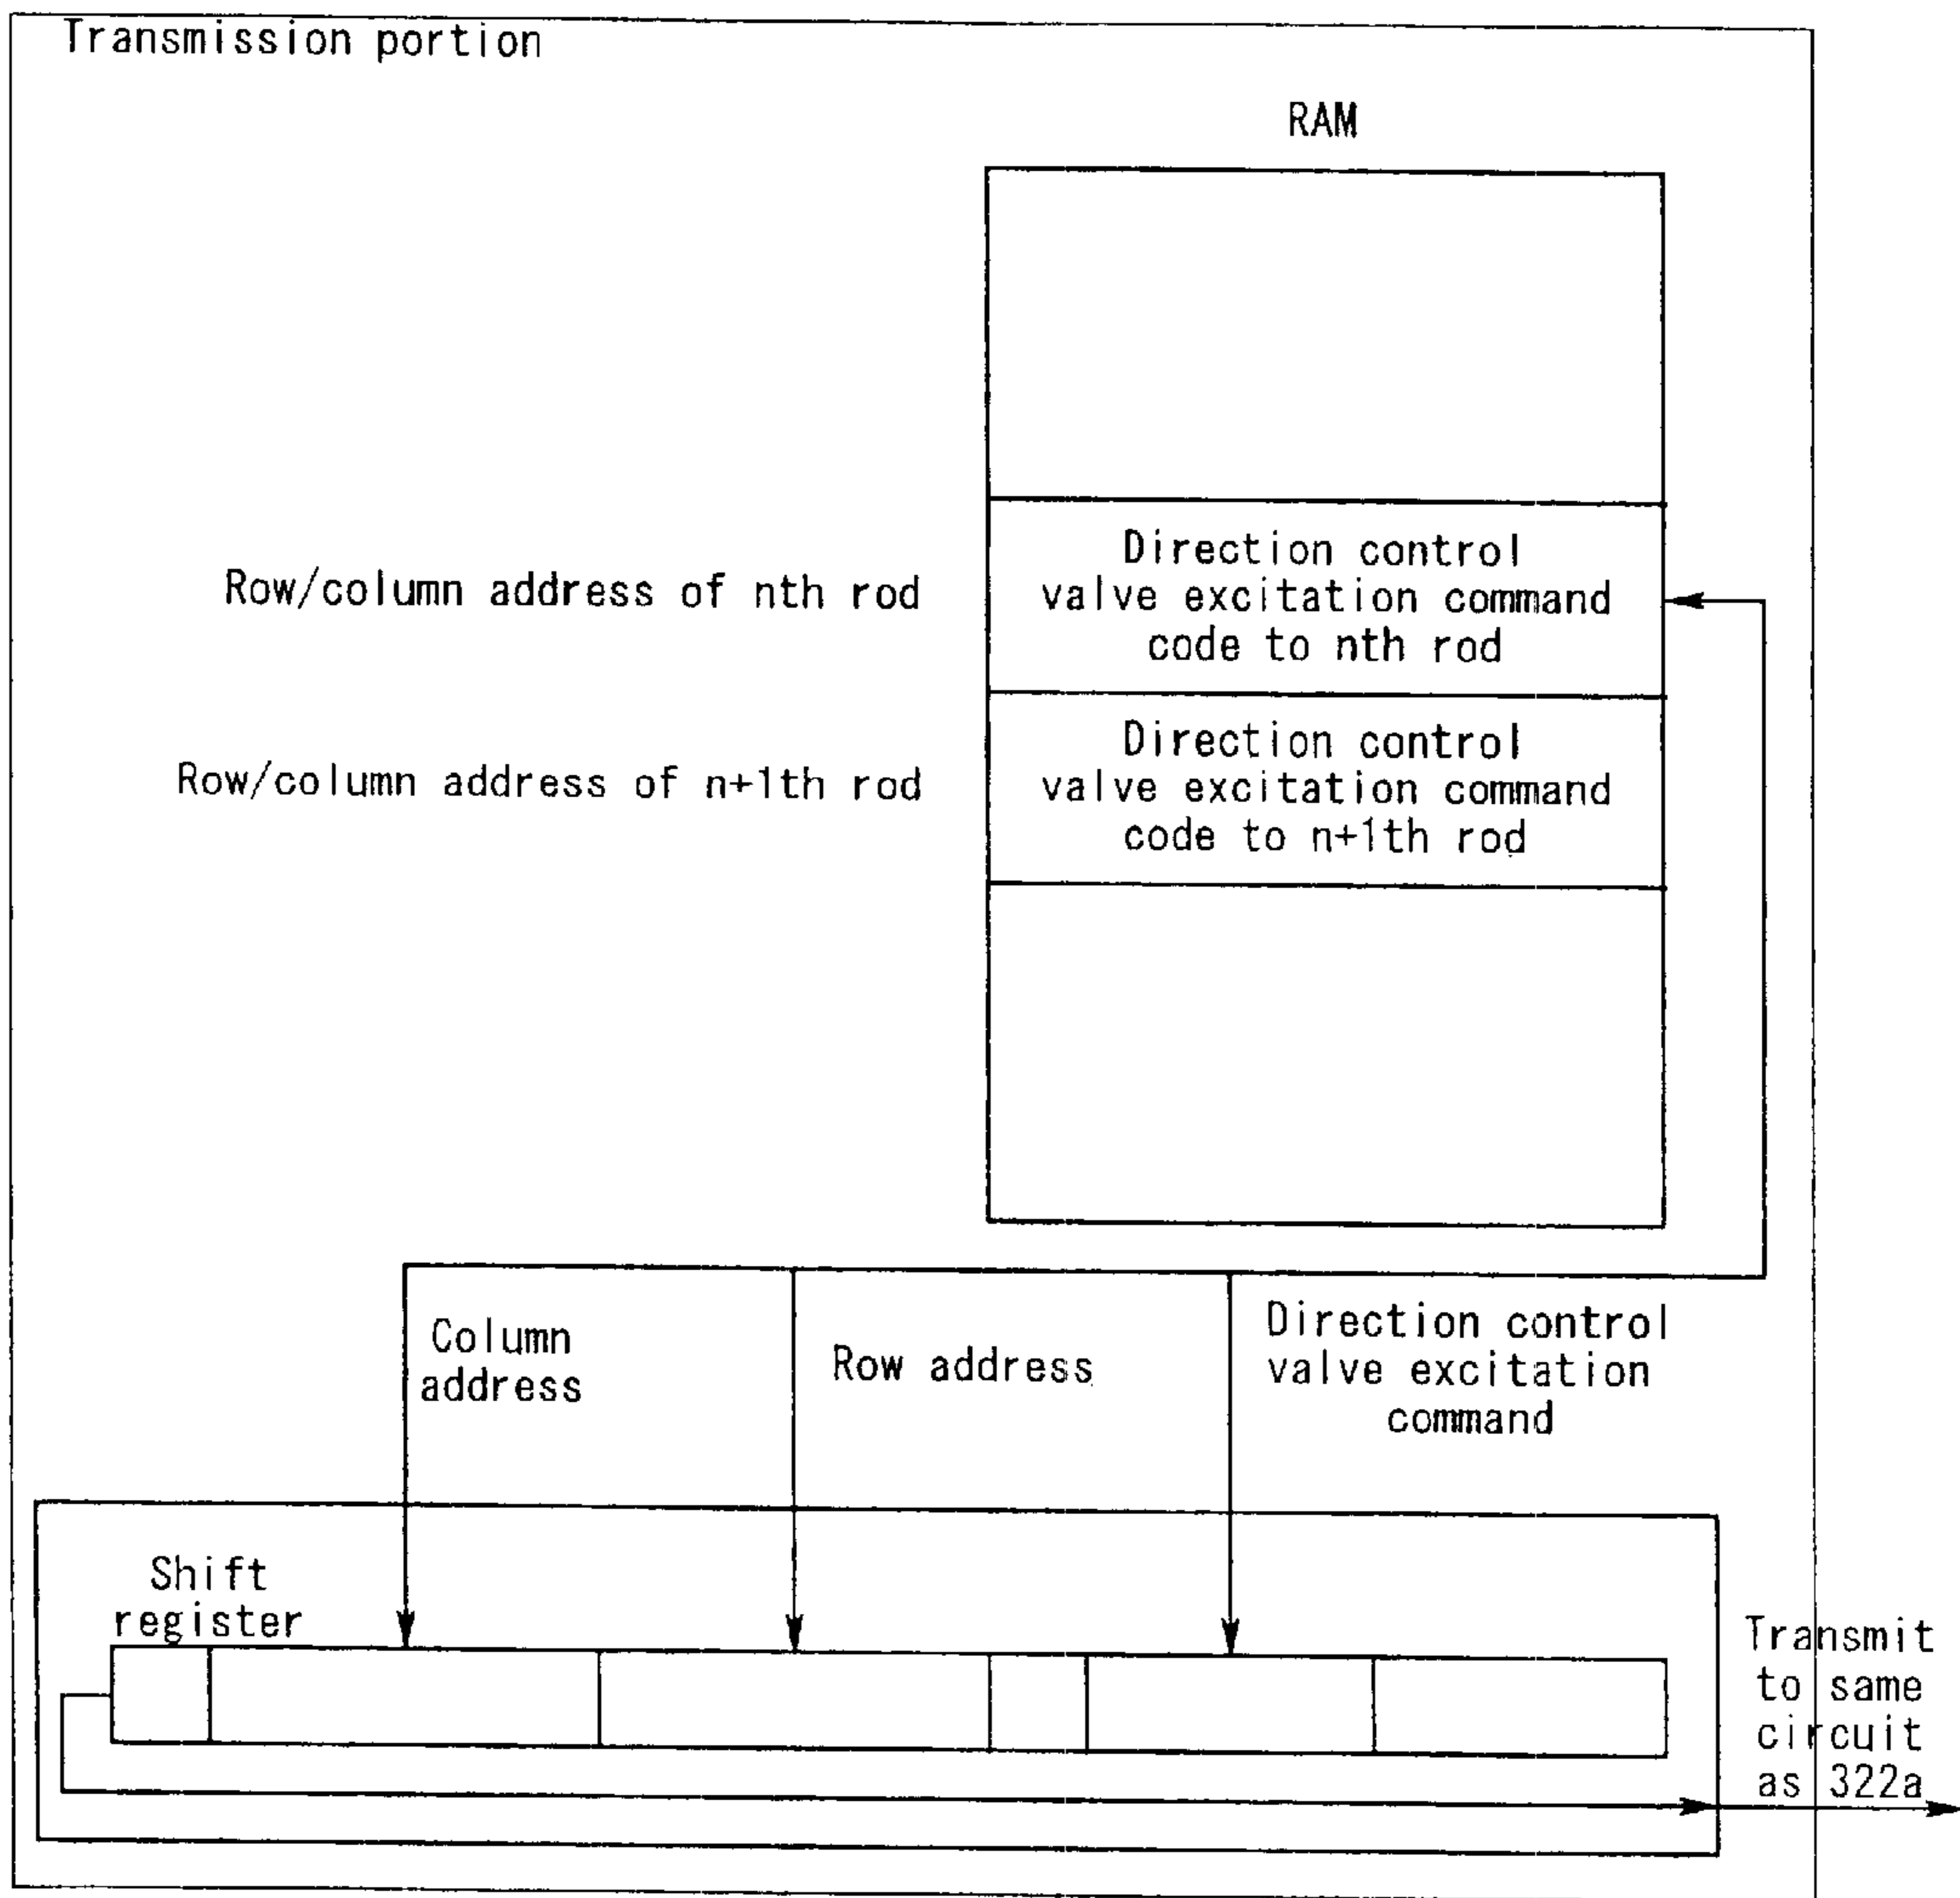 Transmission portion
RAM
Row/column address of nth rod
Direction control
valve excitation command
code to nth rod
Row/column address of n+1th rod
Direction control
valve excitation command
code to n+1th rod
Column
address
Row address
Direction control
valve excitation
command
Shift
register
Transmit
to same
circuit
as 322a